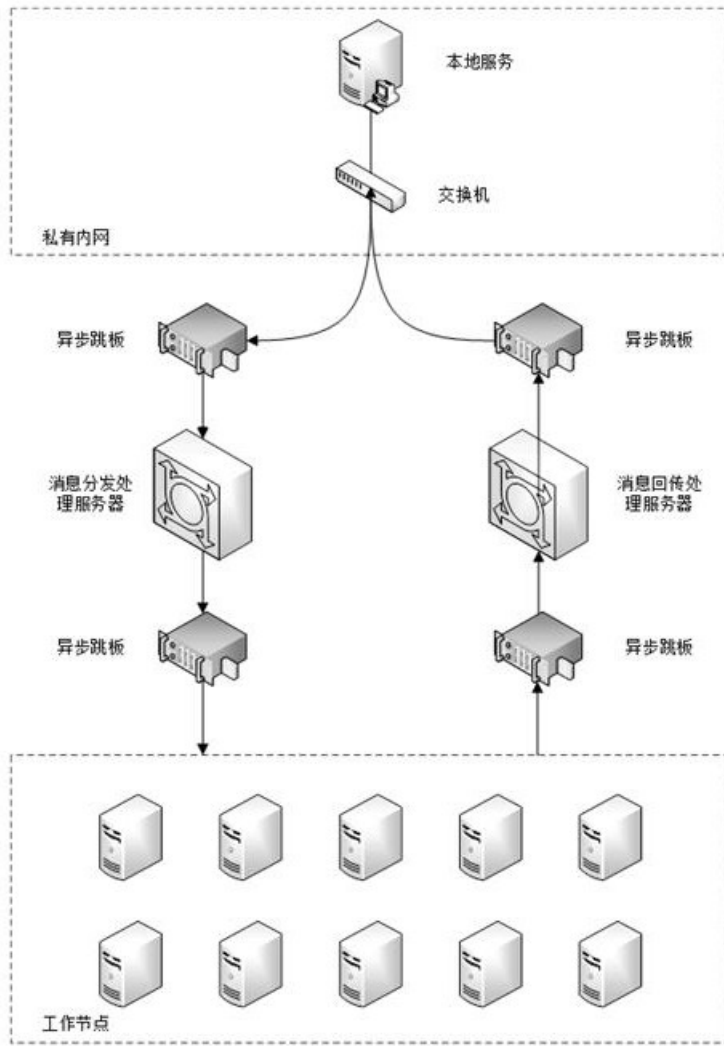 本地服务
交换机
私有内网
异步跳板
异步跳板
消息分发处
理服务器
消息回传处
理服务器
异步跳板
异步跳板
工作节点